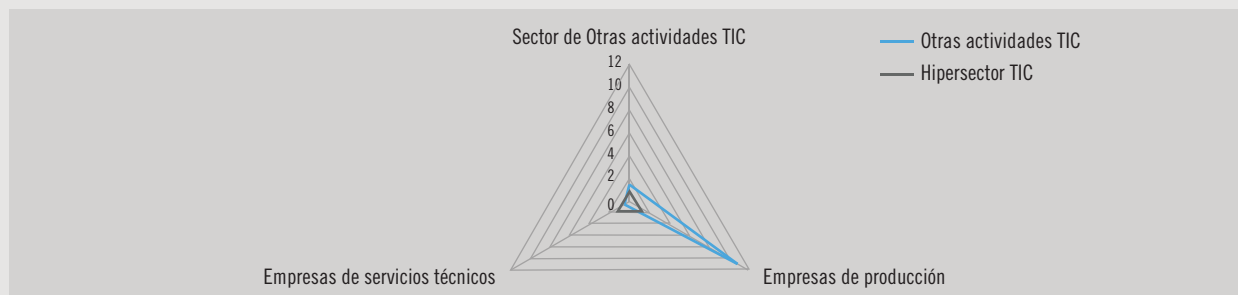 Sector de Otras actividades TIC
Otras actividades TIC
Hipersector TIC
12
10
8
6
4
2
0
Empresas de servicios técnicos
Empresas de producción